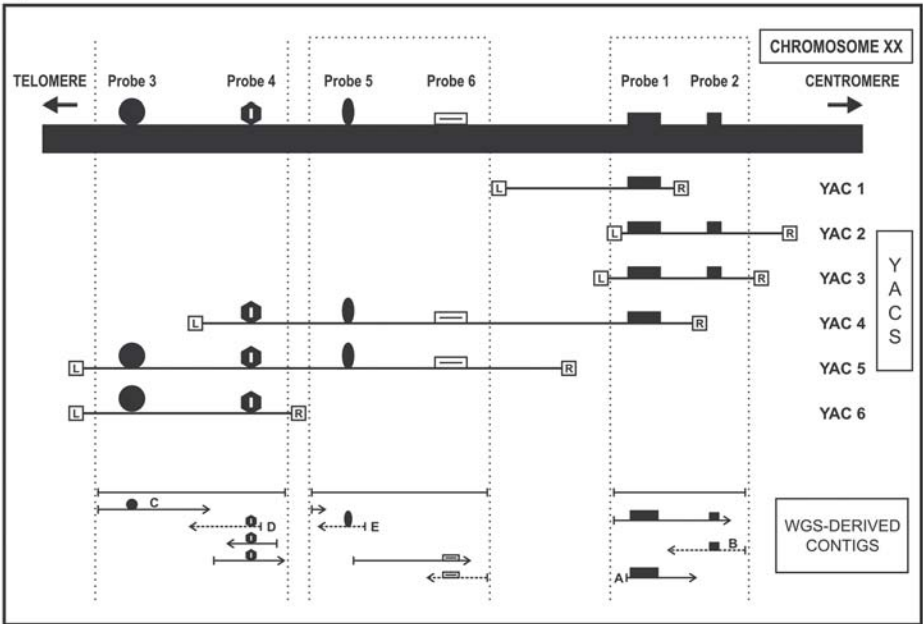 CHROMOSOME XX
TELOMERE Probe 3 Probe 4 Probe 5 Probe 6 Probe 1 Probe 2 CENTROMERE
L R YAC 1
L R YAC 2
L R YAC 3
L R YAC 4
L R YAC 5
L R YAC 6
YACS
C
D E
B
A
WGS-DERIVED
CONTIGS